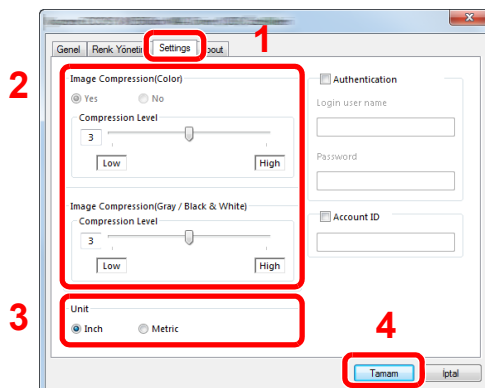 1
Genel Renk Yöneti Settings out
2
Image Compression(Color)
Yes No
Compression Level
3
Low High
Image Compression(Gray / Black & White)
Compression Level
3
Low High
Authentication
Login user name
Password
Account ID
3
Unit
Inch Metric
4
Tamam İptal